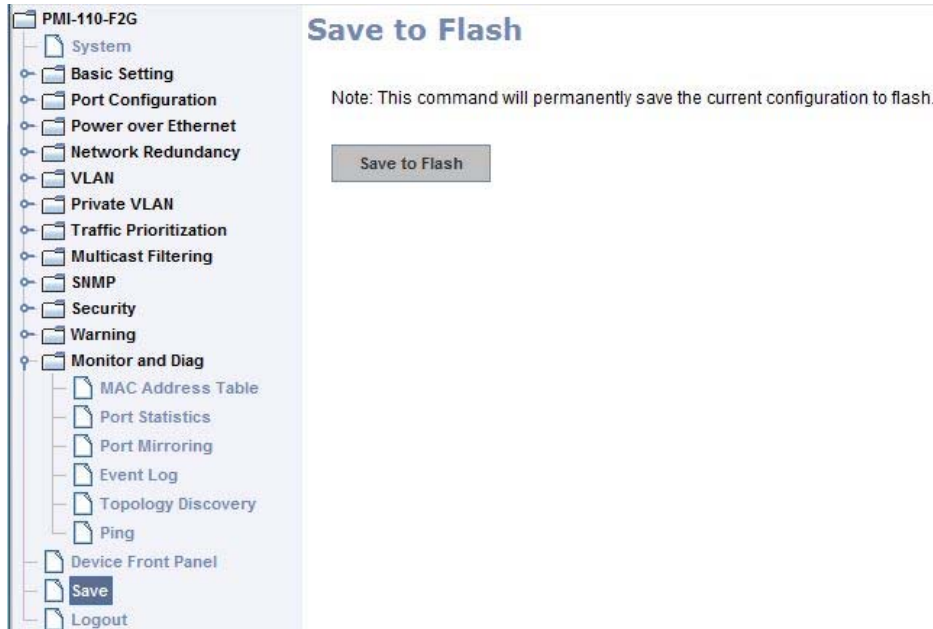 PMI-110-F2G
System
Basic Setting
Port Configuration
Power over Ethernet
Network Redundancy
VLAN
Private VLAN
Traffic Prioritization
Multicast Filtering
SNMP
Security
Warning
Monitor and Diag
MAC Address Table
Port Statistics
Port Mirroring
Event Log
Topology Discovery
Ping
Device Front Panel
Save
Logout
Save to Flash
Note: This command will permanently save the current configuration to flash.
Save to Flash